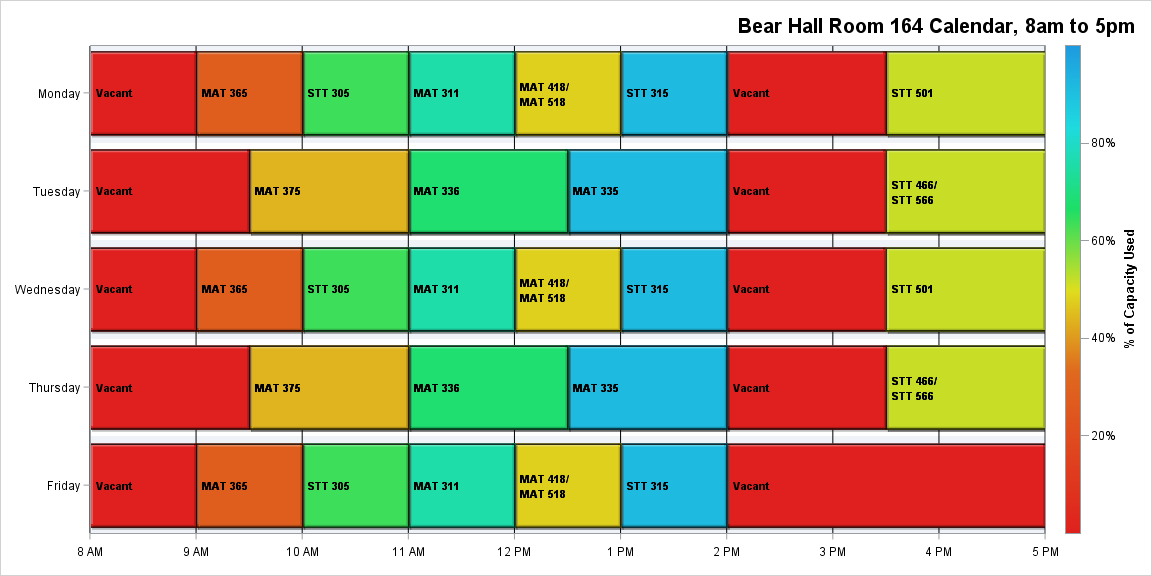 Bear Hall Room 164 Calendar, 8am to 5pm
Monday
Vacant
MAT 365
STT 305
MAT 311
MAT 418/
MAT 518
STT 315
Vacant
STT 501
Tuesday
Vacant
MAT 375
MAT 336
MAT 335
Vacant
STT 466/
STT 566
Wednesday
Vacant
MAT 365
STT 305
MAT 311
MAT 418/
MAT 518
STT 315
Vacant
STT 501
Thursday
Vacant
MAT 375
MAT 336
MAT 335
Vacant
STT 466/
STT 566
Friday
Vacant
MAT 365
STT 305
MAT 311
MAT 418/
MAT 518
STT 315
Vacant
8 AM
9 AM
10 AM
11 AM
12 PM
1 PM
2 PM
3 PM
4 PM
5 PM
80%
60%
40%
20%
% of Capacity Used